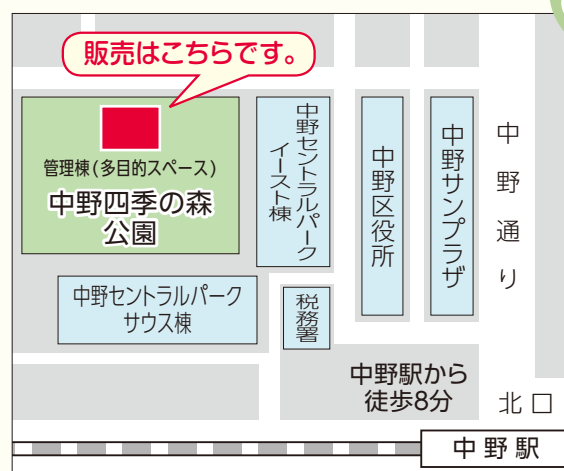 販売はこちらです。
管理棟(多目的スペース)
中野四季の森
公園
中野セントラルパーク
イースト棟
中野区役所
中野サンプラザ
中野通り
中野セントラルパーク
サウス棟
税務署
中野駅から
徒歩8分
北口
中野駅